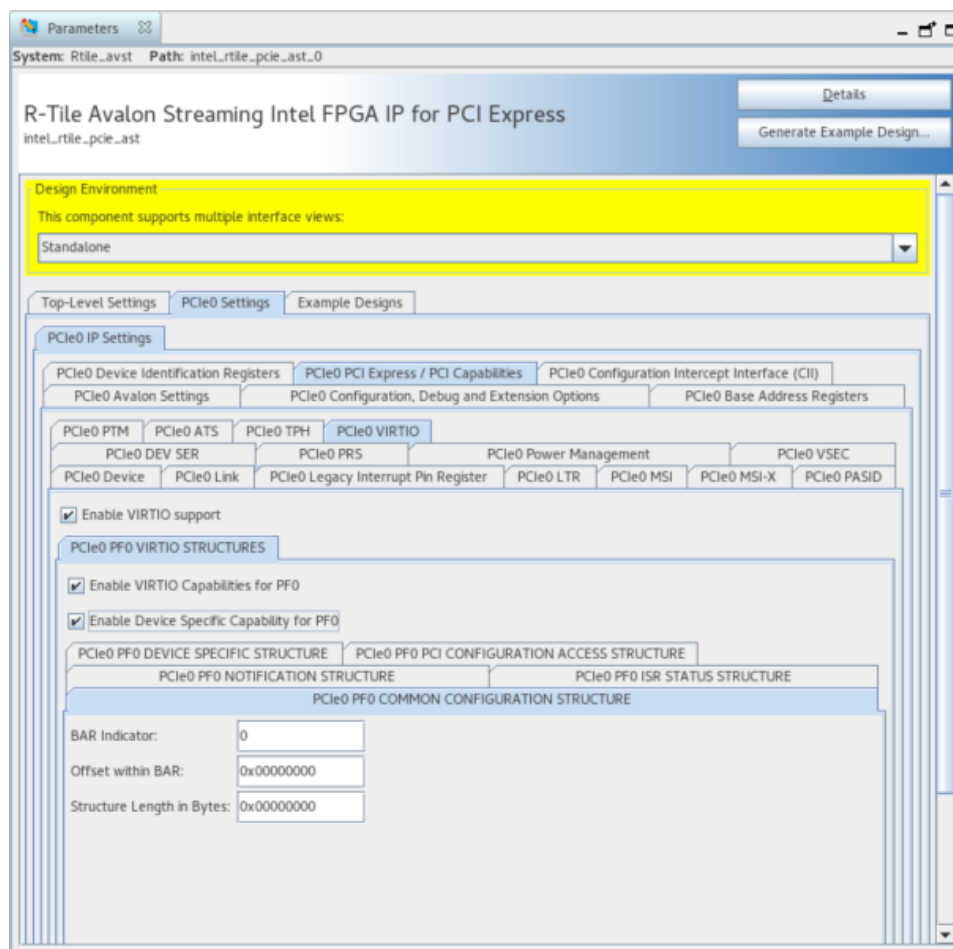 Parameters
System: Rtile_avst Path: intel_rtile_pcie_ast_0
R-Tile Avalon Streaming Intel FPGA IP for PCI Express
intel_rtile_pcie_ast
Details
Generate Example Design...
Design Environment
This component supports multiple interface views:
Standalone
Top-Level Settings PCIe0 Settings Example Designs
PCIe0 IP Settings
PCIe0 Device Identification Registers PCIe0 PCI Express / PCI Capabilities PCIe0 Configuration Intercept Interface (CII)
PCIe0 Avalon Settings PCIe0 Configuration, Debug and Extension Options PCIe0 Base Address Registers
PCIe0 PTM PCIe0 ATS PCIe0 TPH PCIe0 VIRTIO
PCIe0 DEV SER PCIe0 PRS PCIe0 Power Management PCIe0 VSEC
PCIe0 Device PCIe0 Link PCIe0 Legacy Interrupt Pin Register PCIe0 LTR PCIe0 MSI PCIe0 MSI-X PCIe0 PASID
Enable VIRTIO support
PCIe0 PF0 VIRTIO STRUCTURES
Enable VIRTIO Capabilities for PF0
Enable Device Specific Capability for PF0
PCIe0 PF0 DEVICE SPECIFIC STRUCTURE PCIe0 PF0 PCI CONFIGURATION ACCESS STRUCTURE
PCIe0 PF0 NOTIFICATION STRUCTURE PCIe0 PF0 ISR STATUS STRUCTURE
PCIe0 PF0 COMMON CONFIGURATION STRUCTURE
BAR Indicator: 0
Offset within BAR: 0x00000000
Structure Length in Bytes: 0x00000000